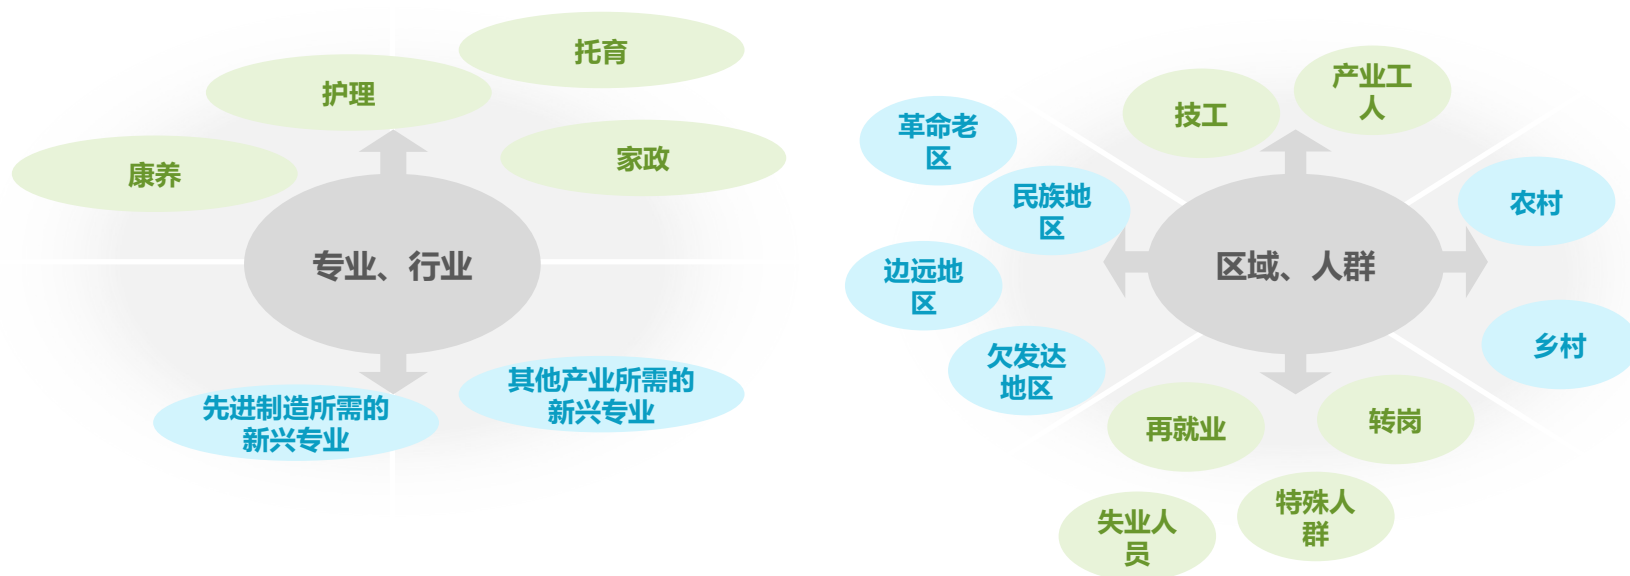 托育
护理
家政
康养
专业、行业
其他产业所需的
新兴专业
先进制造所需的
新兴专业
产业工
人
技工
革命老
区
民族地
区
农村
边远地
区
区域、人群
乡村
欠发达
地区
再就业
转岗
特殊人
群
失业人
员